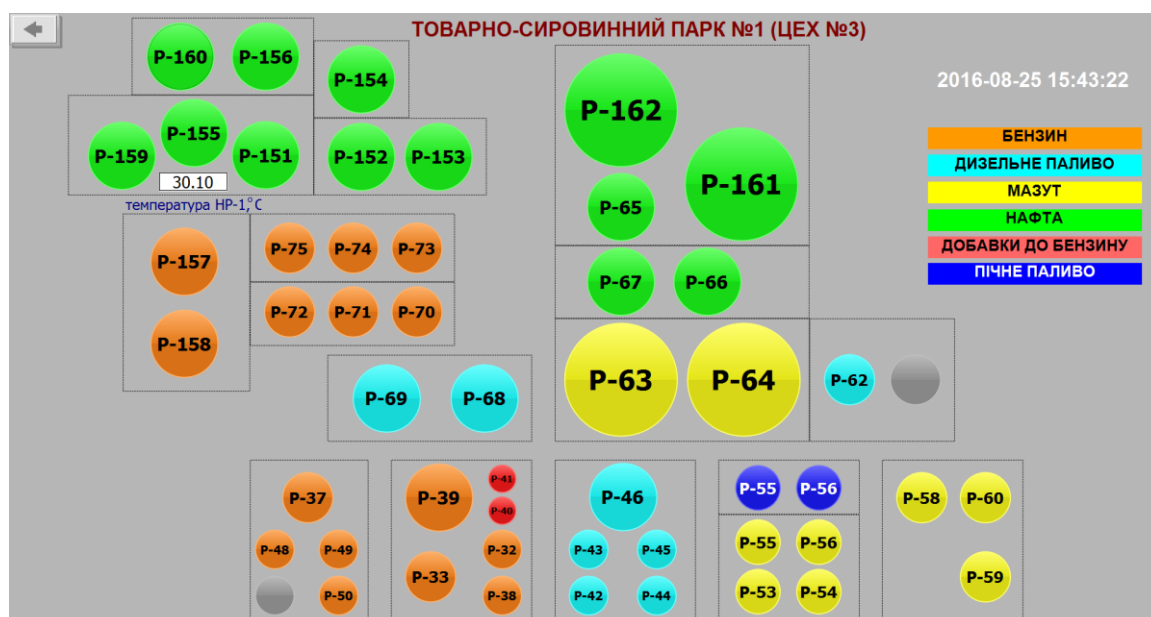 ТОВАРНО-СИРОВИННИЙ ПАРК №1 (ЦЕХ №3)
2016-08-25 15:43:22
P-160 P-156
P-154
P-155
P-159 P-151
30.10
температура НР-1,°С
P-152 P-153
P-162
P-161
P-65
P-67 P-66
БЕНЗИН
ДИЗЕЛЬНЕ ПАЛИВО
МАЗУТ
НАФТА
ДОБАВКИ ДО БЕНЗИНУ
ПІЧНЕ ПАЛИВО
P-157
P-158
P-75 P-74 P-73
P-72 P-71 P-70
P-69 P-68
P-63 P-64
P-62
P-37
P-48 P-49
P-50
P-39
P-41
P-40
P-33
P-32
P-38
P-46
P-43 P-45
P-42 P-44
P-55 P-56
P-55 P-56
P-53 P-54
P-58 P-60
P-59